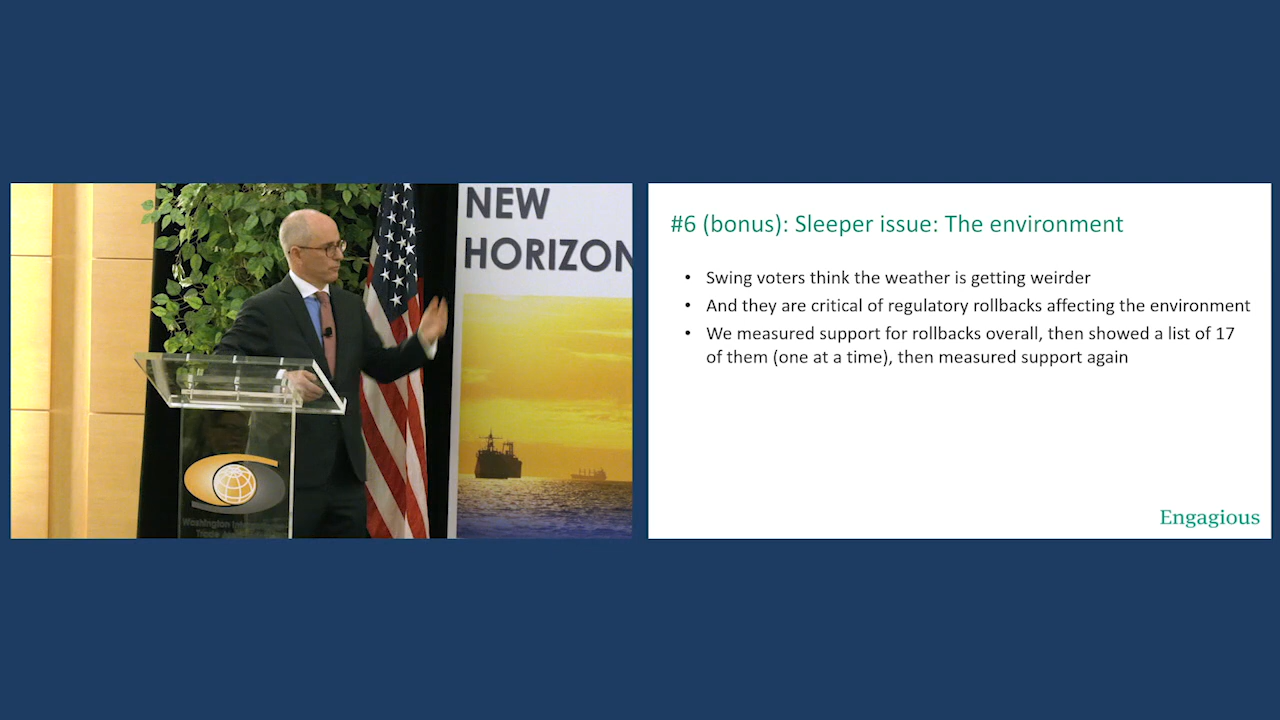 NEW
HORIZON
Washington
Trade
#6 (bonus): Sleeper issue: The environment
• Swing voters think the weather is getting weirder
• And they are critical of regulatory rollbacks affecting the environment
• We measured support for rollbacks overall, then showed a list of 17
of them (one at a time), then measured support again
Engagious